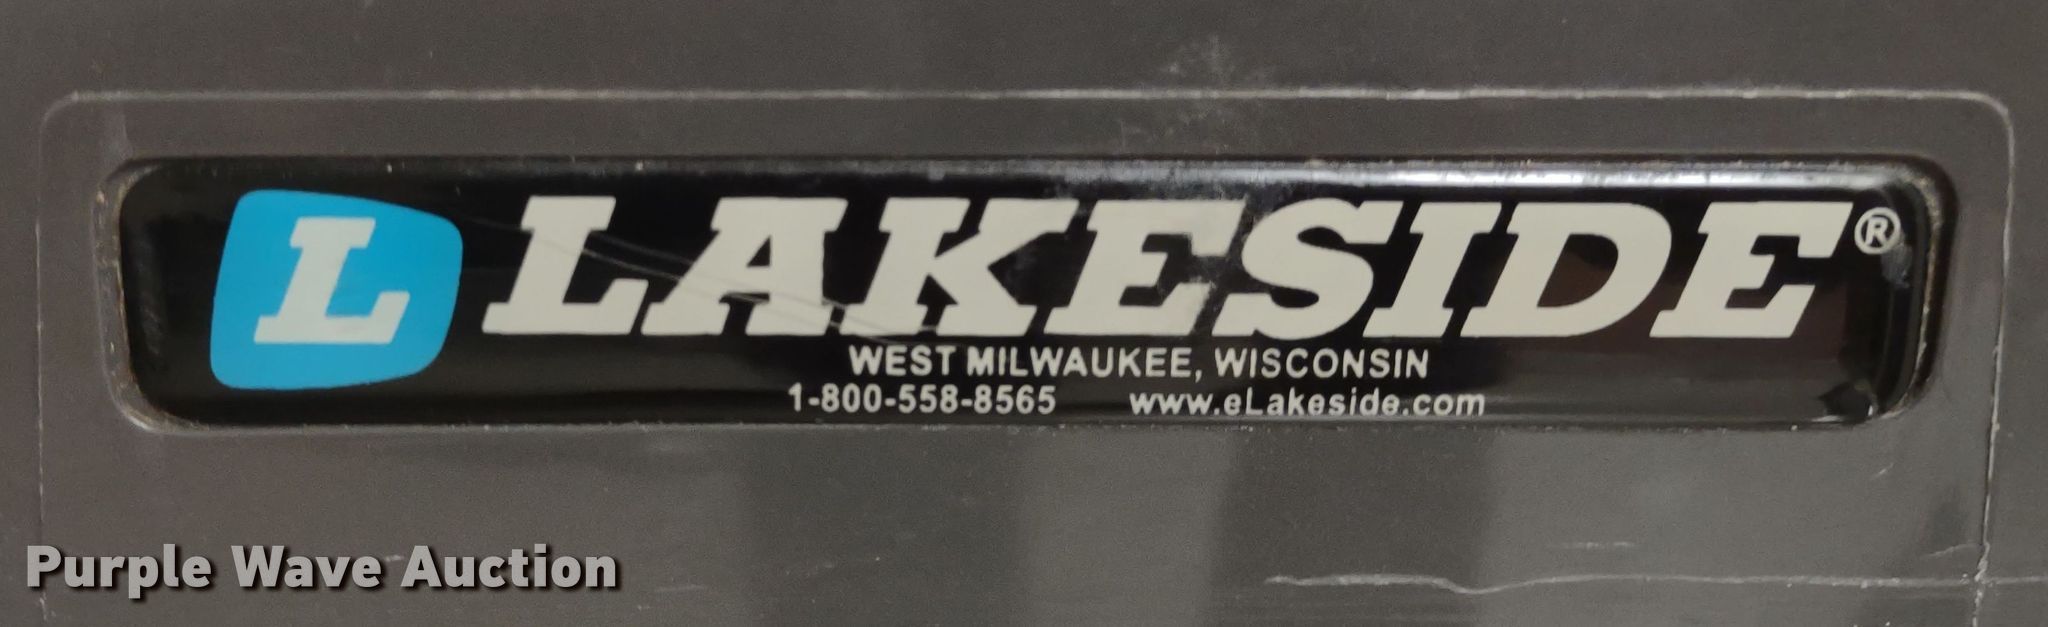 L LAKESIDE®
WEST MILWAUKEE, WISCONSIN
1-800-558-8565 www.eLakeside.com
Purple Wave Auction